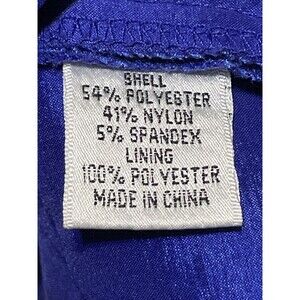 SHELL
54% POLYESTER
41% NYLON
5% SPANDEX
LINING
100% POLYESTER
MADE IN CHINA